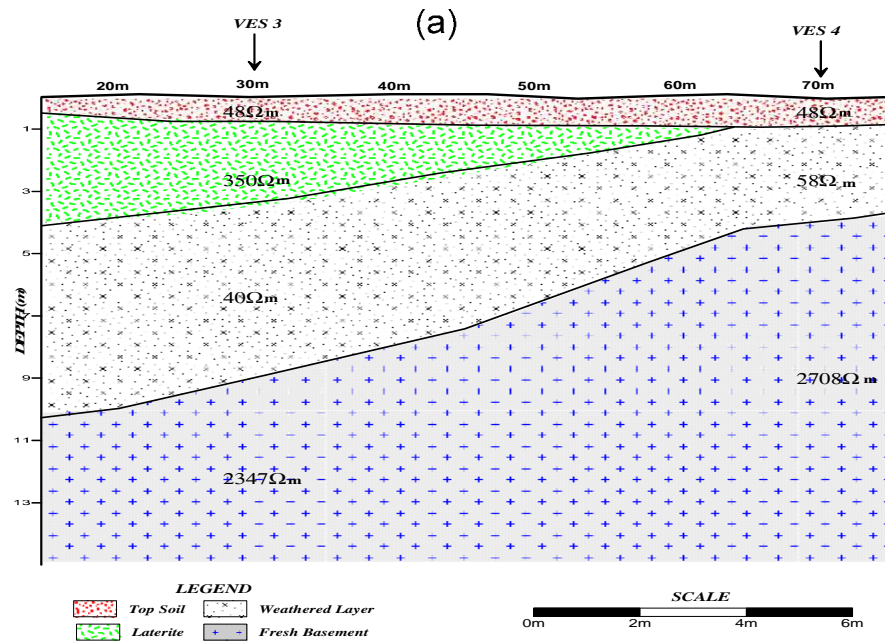 (a)
VES 3 VES 4
20m 30m 40m 50m 60m 70m
48Ωm 48Ωm
1
350Ωm 58Ω m
3
5
40Ωm
7
DEPTH(m)
9
2708Ωm
11
2347Ωm
13
LEGEND
Top Soil Weathered Layer
Laterite Fresh Basement
SCALE
0m 2m 4m 6m